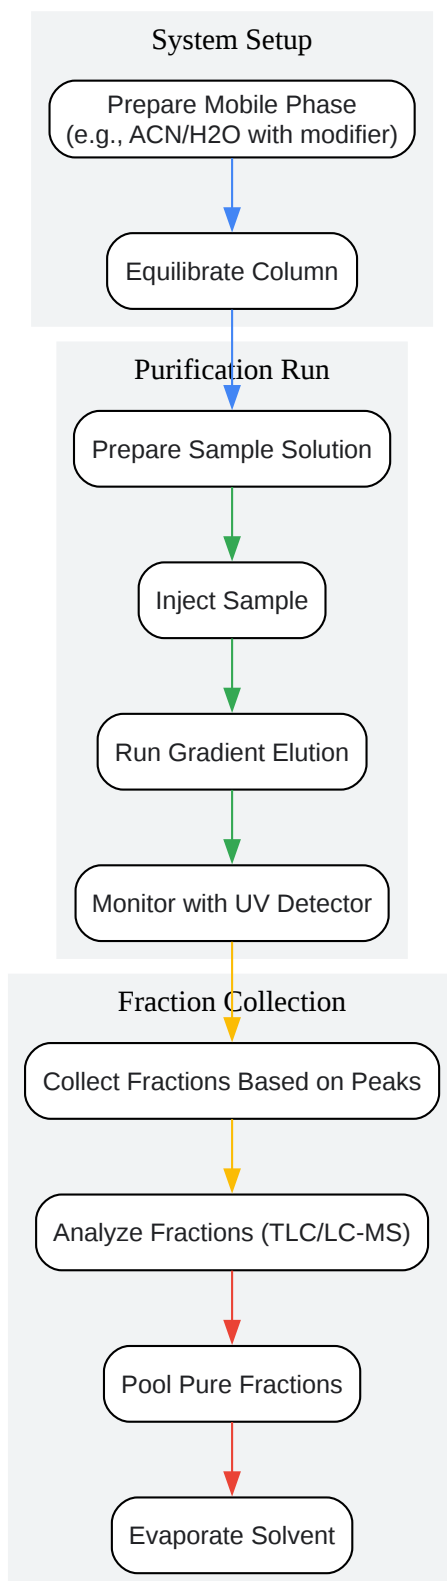 System Setup
Prepare Mobile Phase
(e.g., ACN/H2O with modifier)
Equilibrate Column
Purification Run
Prepare Sample Solution
Inject Sample
Run Gradient Elution
Monitor with UV Detector
Fraction Collection
Collect Fractions Based on Peaks
Analyze Fractions (TLC/LC-MS)
Pool Pure Fractions
Evaporate Solvent